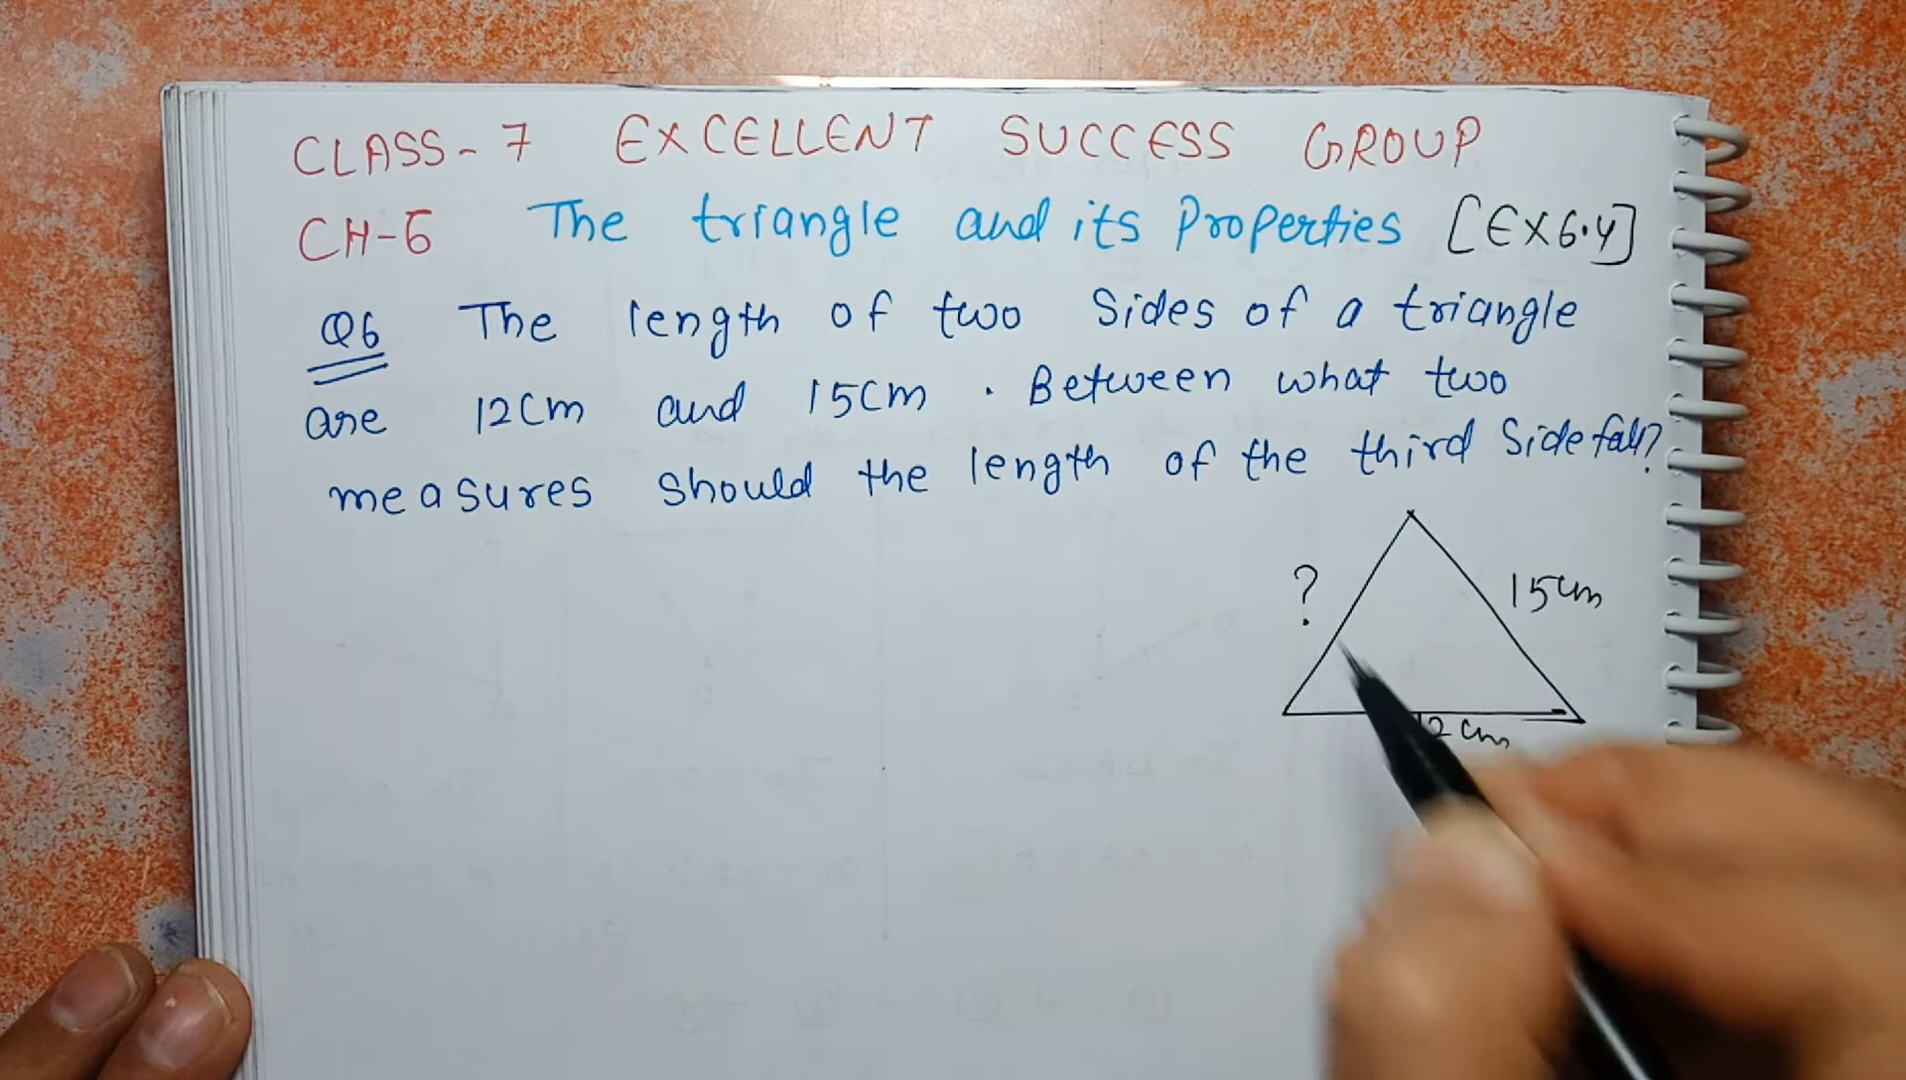 CLASS-7 EXCELLENT SUCCESS GROUP
CH-6 The triangle and its Properties [EX 6.4]
Q6 The length of two Sides of a triangle
are 12cm and 15cm. Between what two
measures should the length of the third Side fall?
?
15cm
12 cm